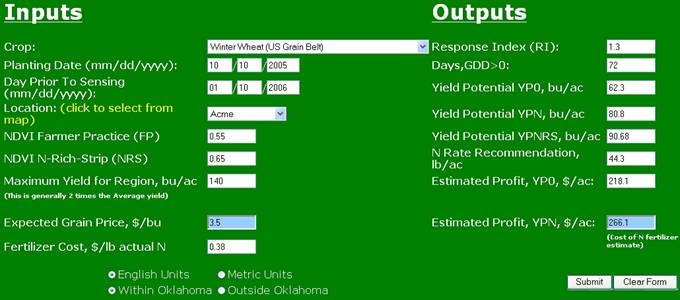 Inputs
Outputs
Crop: Winter Wheat (US Grain Belt)
Response Index (RI): 1.3
Planting Date (mm/dd/yyyy): 10 / 10 / 2005
Days,GDD>0: 72
Day Prior To Sensing
(mm/dd/yyyy): 01 / 10 / 2006
Yield Potential YP0, bu/ac 62.3
Location: (click to select from
map) Acme
Yield Potential YPN, bu/ac 80.8
NDVI Farmer Practice (FP) 0.55
Yield Potential YPNRS, bu/ac 90.68
NDVI N-Rich-Strip (NRS) 0.65
N Rate Recommendation,
lb/ac 44.3
Maximum Yield for Region, bu/ac 140
(This is generally 2 times the Average yield)
Estimated Profit, YP0, $/ac: 218.1
Expected Grain Price, $/bu 3.5
Estimated Profit, YPN, $/ac: 266.1
(Cost of N fertilizer
estimate)
Fertilizer Cost, $/lb actual N 0.38
English Units Metric Units
Within Oklahoma Outside Oklahoma
Submit Clear Form